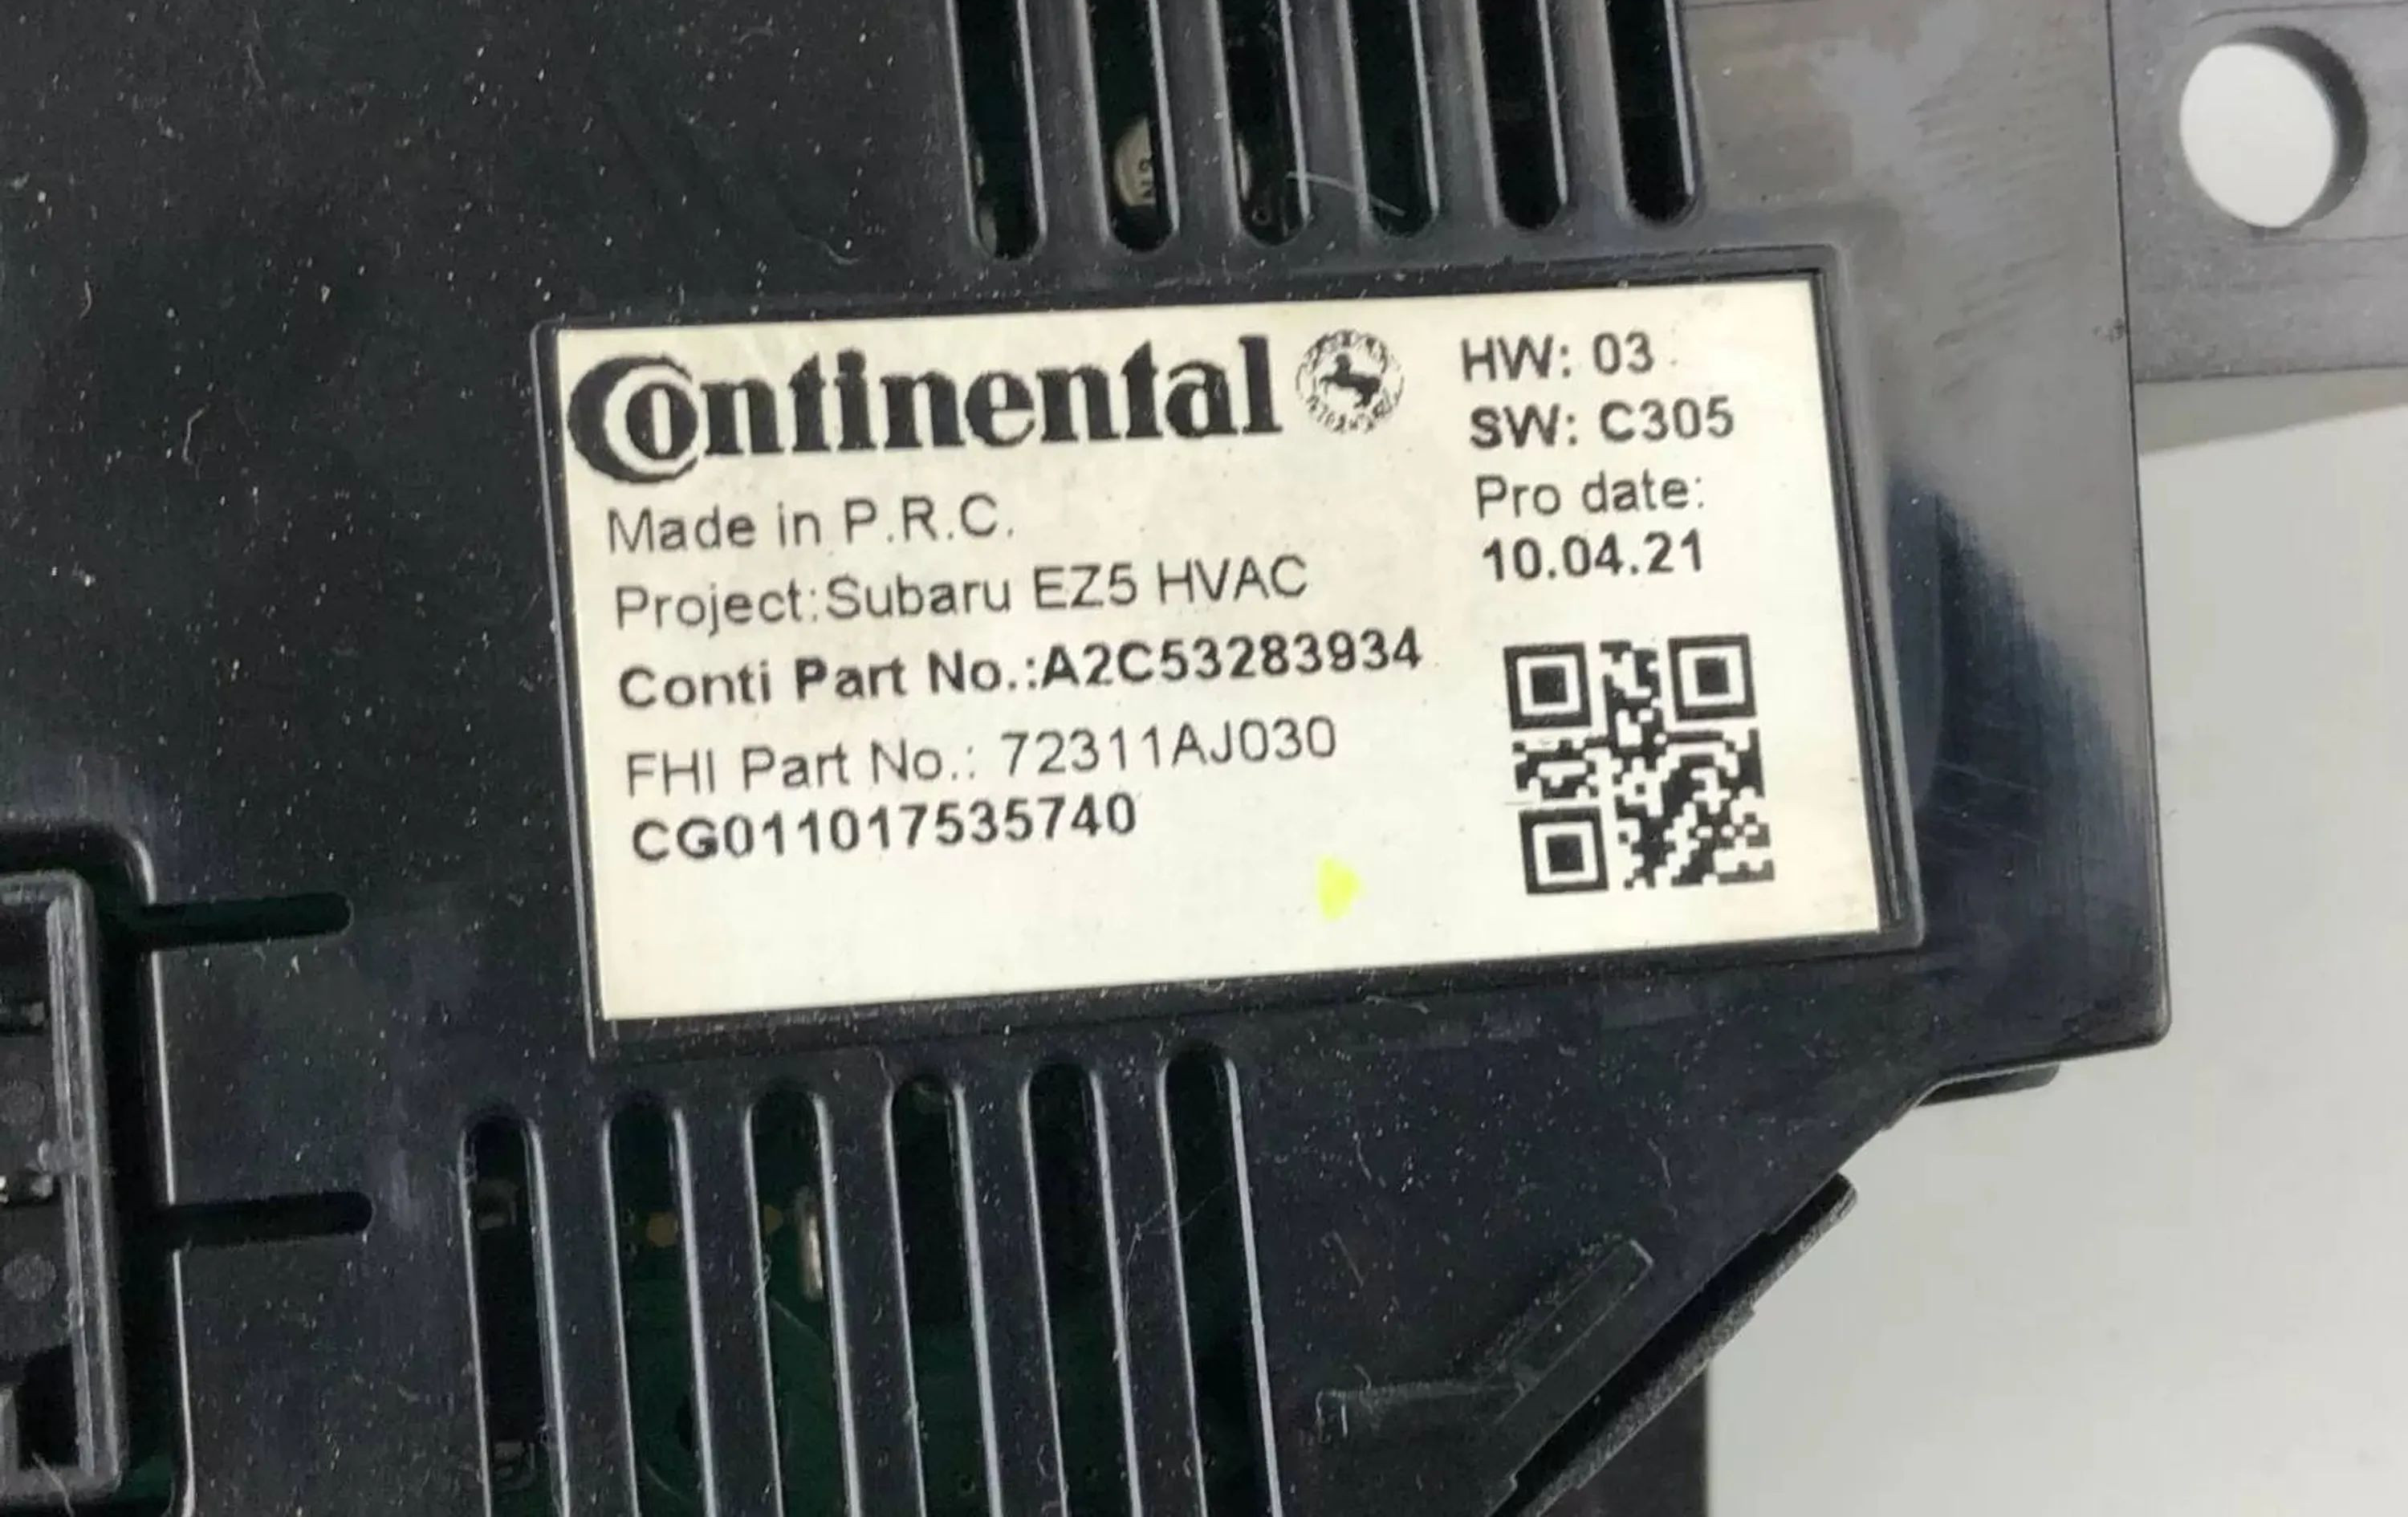 Continental
Made in P.R.C.
Project:Subaru EZ5 HVAC
Conti Part No.:A2C53283934
FHI Part No.: 72311AJ030
CG011017535740
HW: 03
SW: C305
Pro date:
10.04.21